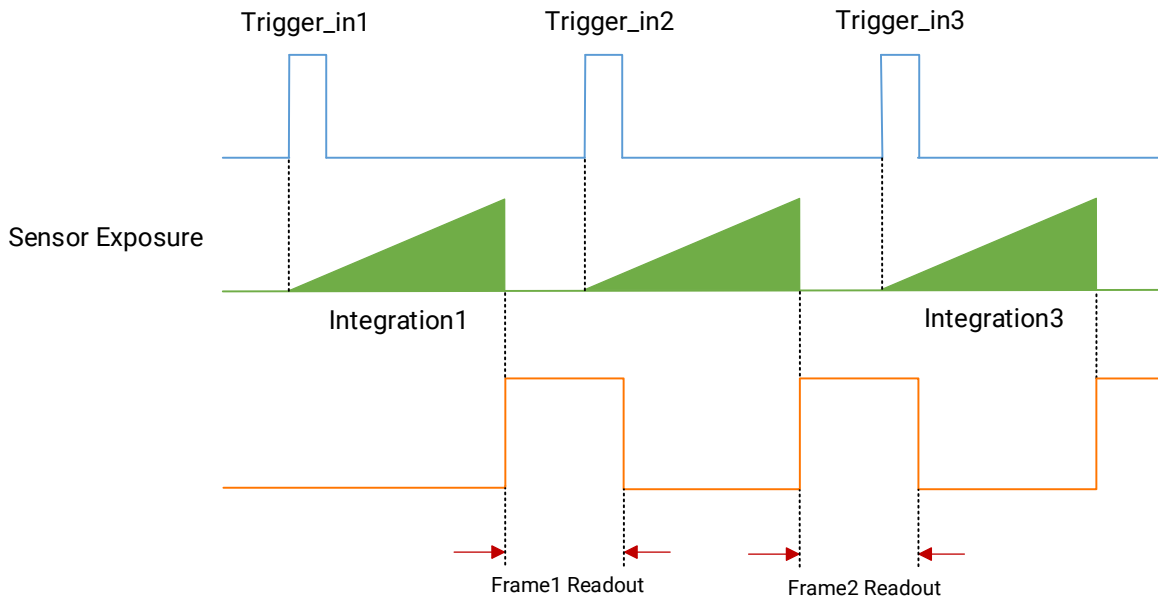 Trigger_in1
Trigger_in2
Trigger_in3
Sensor Exposure
Integration1
Integration3
Frame1 Readout
Frame2 Readout